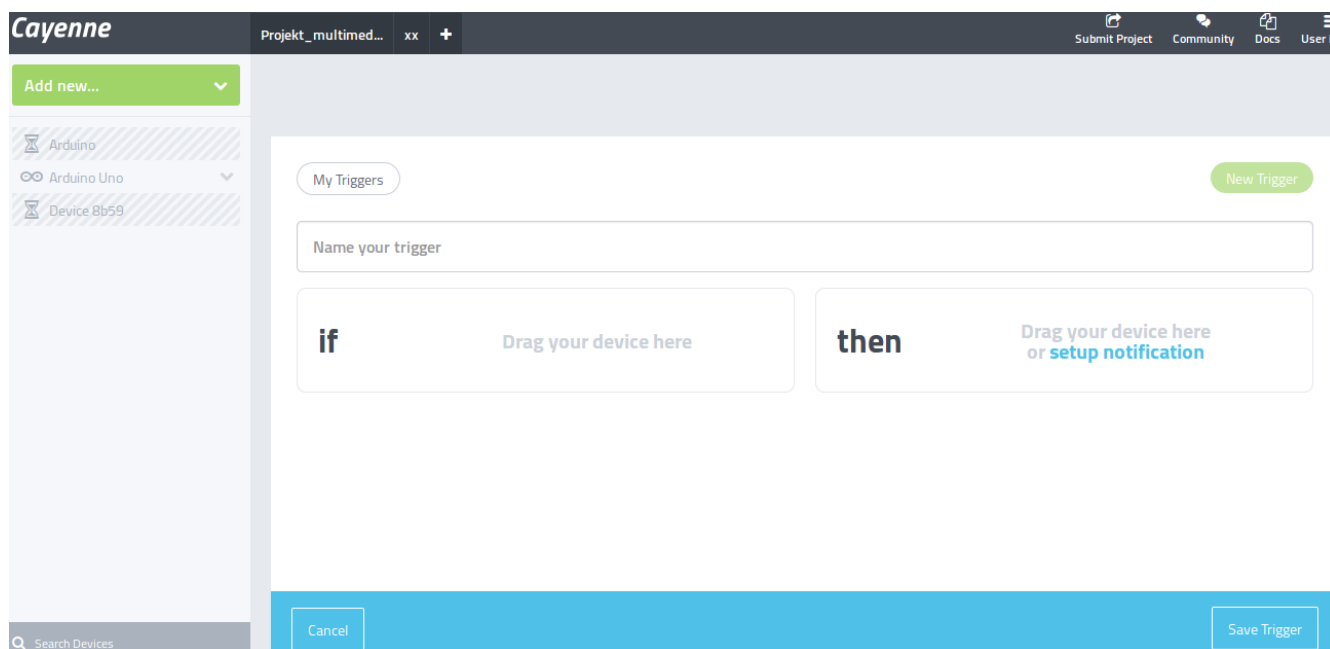 Cayenne
Projekt_multimed... xx +
Submit Project Community Docs User
Add new...
Arduino
Arduino Uno
Device 8b59
My Triggers
New Trigger
Name your trigger
if
Drag your device here
then
Drag your device here
or setup notification
Cancel
Save Trigger
Search Devices